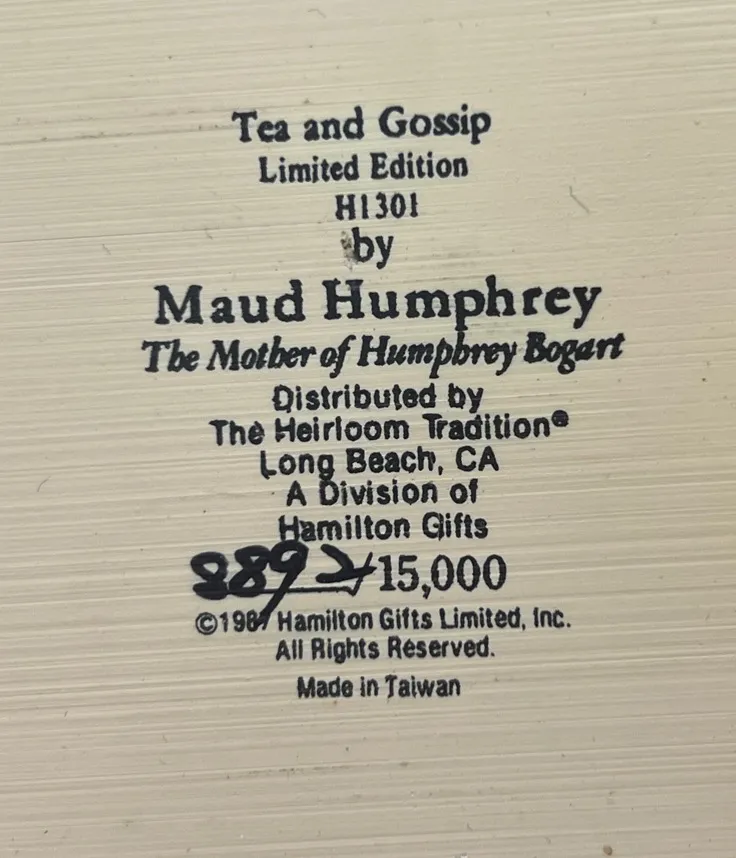 Tea and Gossip
Limited Edition
H1301
by
Maud Humphrey
The Mother of Humphrey Bogart
Distributed by
The Heirloom Tradition®
Long Beach, CA
A Division of
Hamilton Gifts
8892/15,000
Hamilton Gifts Limited, Inc.
All Rights Reserved.
Made in Taiwan